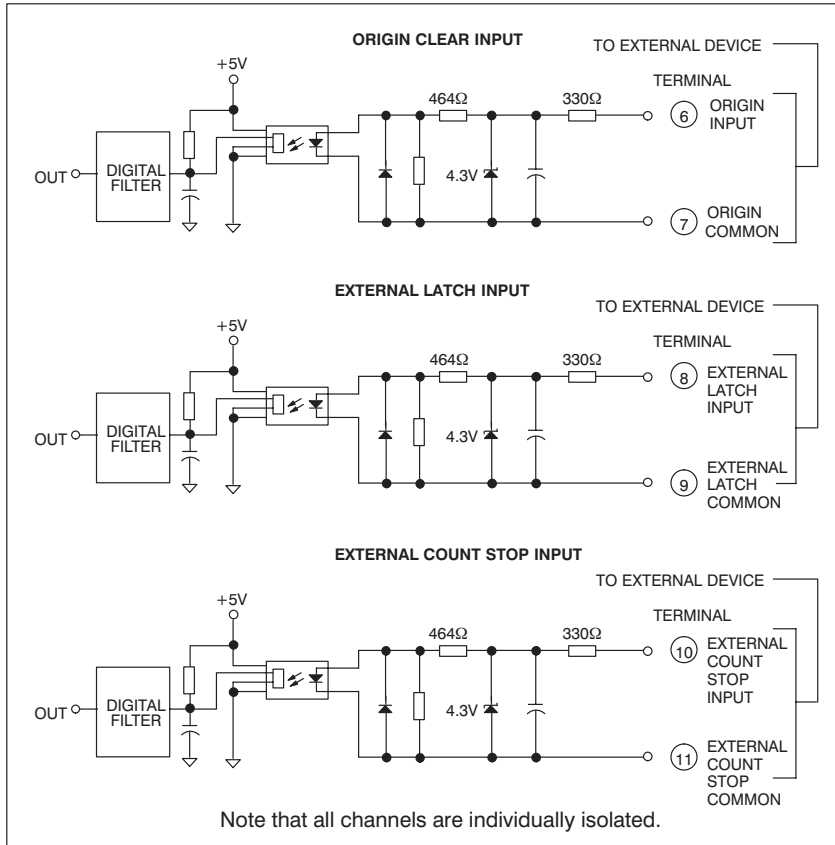 ORIGIN CLEAR INPUT
TO EXTERNAL DEVICE
+5V
TERMINAL
464Ω
330Ω
6
ORIGIN
INPUT
DIGITAL
FILTER
OUT
4.3V
7
ORIGIN
COMMON
EXTERNAL LATCH INPUT
TO EXTERNAL DEVICE
+5V
TERMINAL
464Ω
330Ω
8
EXTERNAL
LATCH
INPUT
DIGITAL
FILTER
OUT
4.3V
9
EXTERNAL
LATCH
COMMON
EXTERNAL COUNT STOP INPUT
TO EXTERNAL DEVICE
+5V
TERMINAL
464Ω
330Ω
10
EXTERNAL
COUNT
STOP
INPUT
DIGITAL
FILTER
OUT
4.3V
11
EXTERNAL
COUNT
STOP
COMMON
Note that all channels are individually isolated.